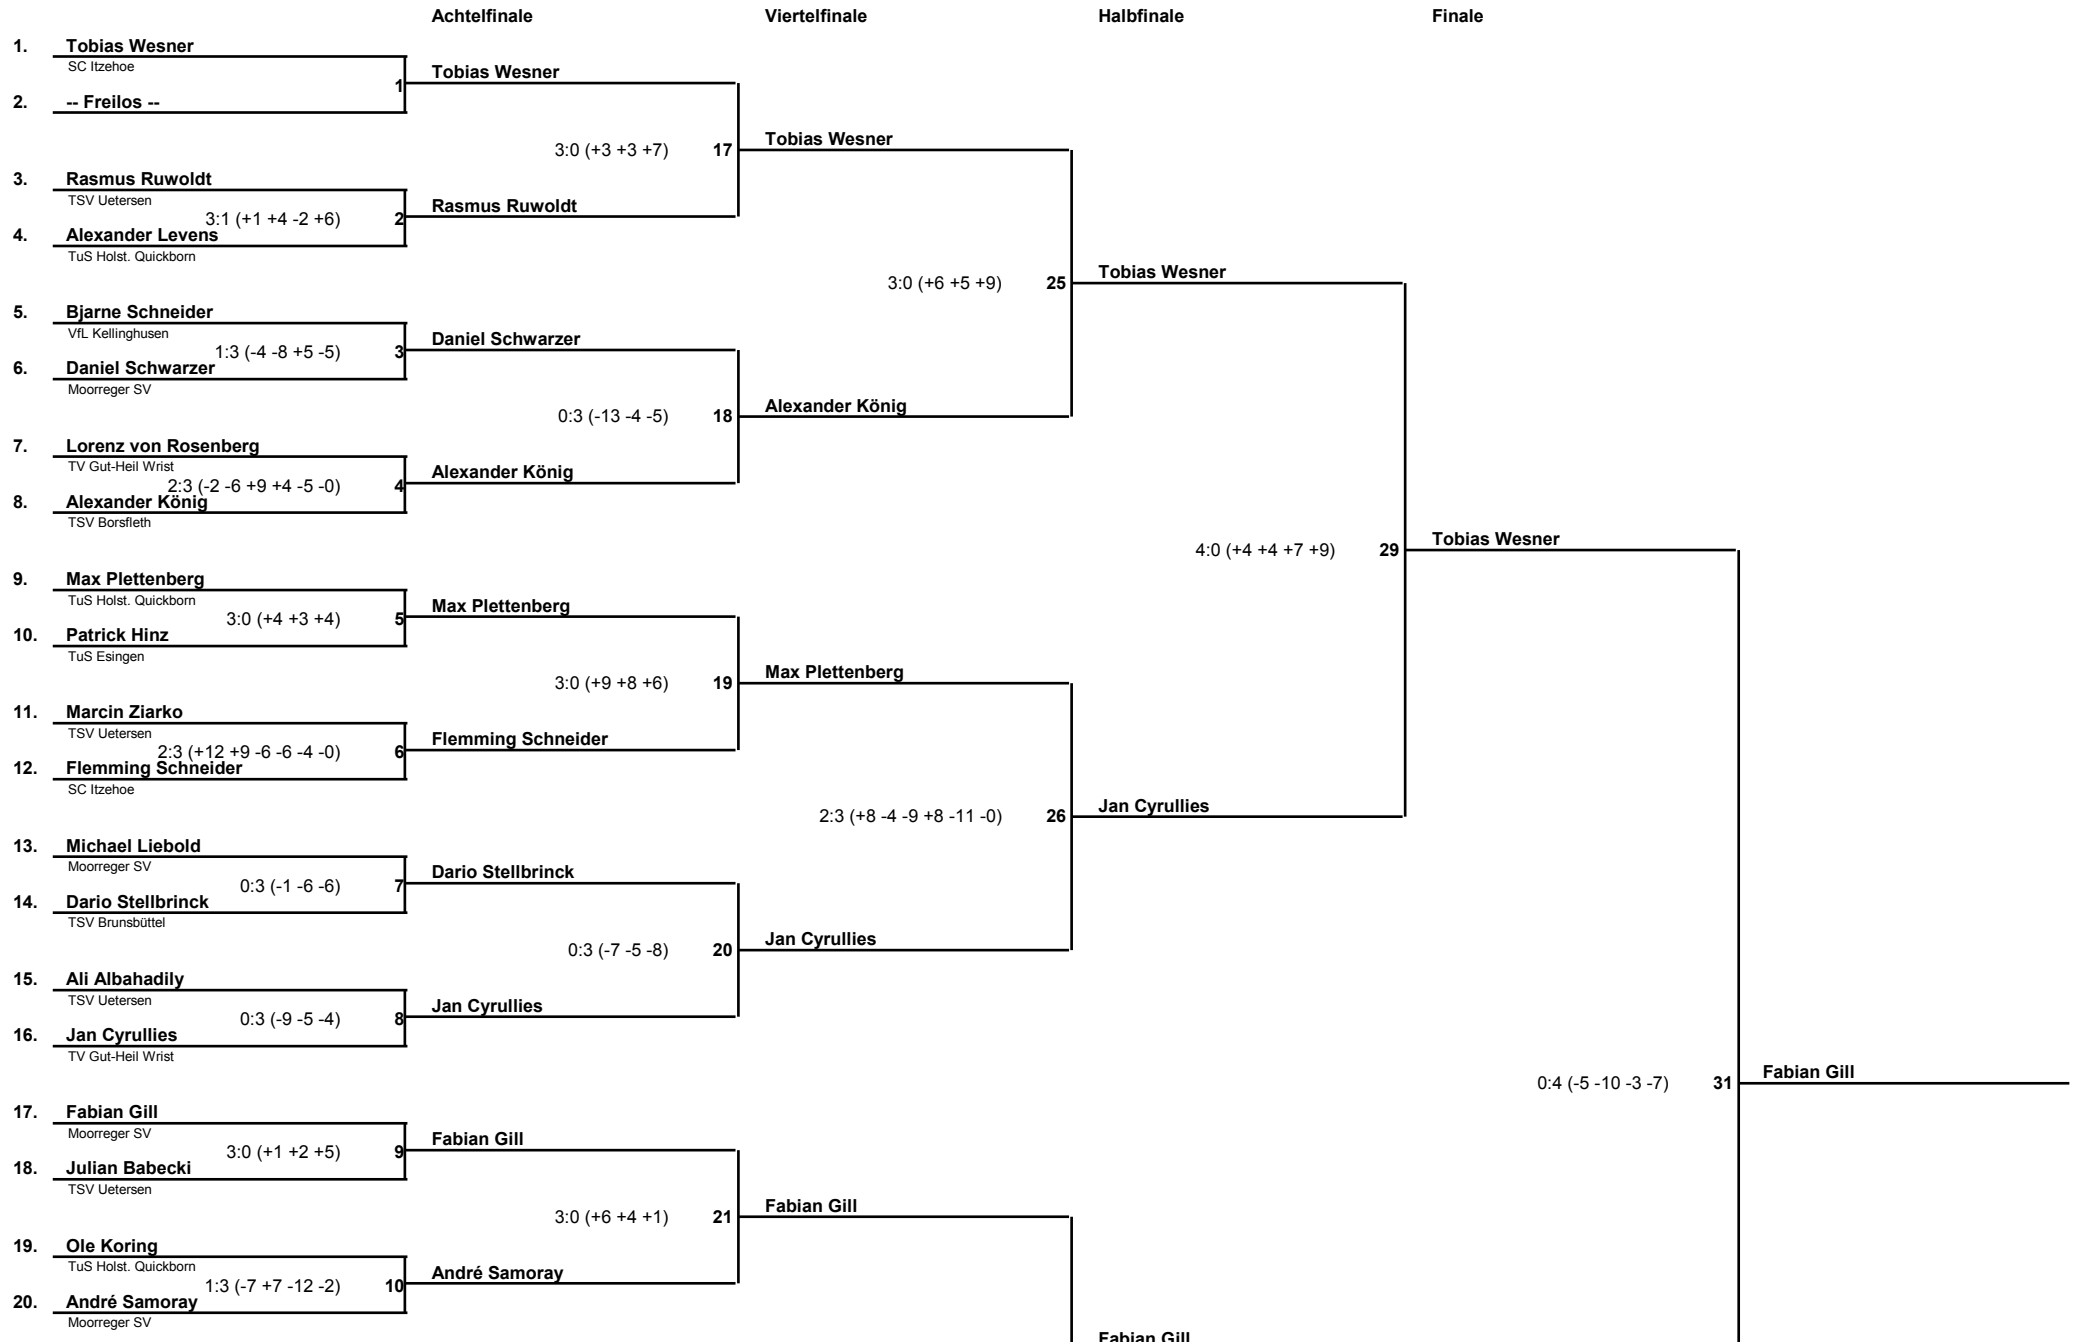 Achtelfinale Viertelfinale Halbfinale Finale
1. Tobias Wesner
SC Itzehoe
Tobias Wesner
1
2. -- Freilos --
Tobias Wesner
3:0 (+3 +3 +7) 17
3. Rasmus Ruwoldt
TSV Uetersen
Rasmus Ruwoldt
3:1 (+1 +4 -2 +6) 2
4. Alexander Levens
TuS Holst. Quickborn
Tobias Wesner
3:0 (+6 +5 +9) 25
5. Bjarne Schneider
VfL Kellinghusen
Daniel Schwarzer
1:3 (-4 -8 +5 -5) 3
6. Daniel Schwarzer
Moorreger SV
Alexander König
0:3 (-13 -4 -5) 18
7. Lorenz von Rosenberg
TV Gut-Heil Wrist
Alexander König
2:3 (-2 -6 +9 +4 -5 -0) 4
8. Alexander König
TSV Borsfleth
Tobias Wesner
4:0 (+4 +4 +7 +9) 29
9. Max Plettenberg
TuS Holst. Quickborn
Max Plettenberg
3:0 (+4 +3 +4) 5
10. Patrick Hinz
TuS Esingen
Max Plettenberg
3:0 (+9 +8 +6) 19
11. Marcin Ziarko
TSV Uetersen
Flemming Schneider
2:3 (+12 +9 -6 -6 -4 -0) 6
12. Flemming Schneider
SC Itzehoe
Jan Cyrullies
2:3 (+8 -4 -9 +8 -11 -0) 26
13. Michael Liebold
Moorreger SV
Dario Stellbrinck
0:3 (-1 -6 -6) 7
14. Dario Stellbrinck
TSV Brunsbüttel
Jan Cyrullies
0:3 (-7 -5 -8) 20
15. Ali Albahadily
TSV Uetersen
Jan Cyrullies
0:3 (-9 -5 -4) 8
16. Jan Cyrullies
TV Gut-Heil Wrist
Fabian Gill
0:4 (-5 -10 -3 -7) 31
17. Fabian Gill
Moorreger SV
Fabian Gill
3:0 (+1 +2 +5) 9
18. Julian Babecki
TSV Uetersen
Fabian Gill
3:0 (+6 +4 +1) 21
19. Ole Koring
TuS Holst. Quickborn
André Samoray
1:3 (-7 +7 -12 -2) 10
20. André Samoray
Moorreger SV
Fabian Gill